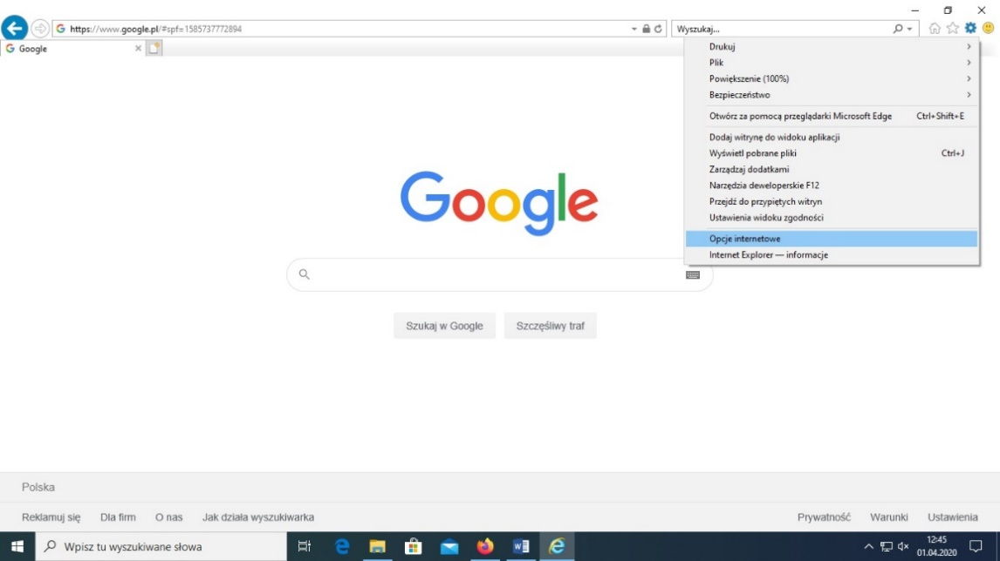 https://www.google.pl/#spf=1585737772894
Wyszukaj...
Google
Drukuj
Plik
Powiększenie (100%)
Bezpieczeństwo
Otwórz za pomocą przeglądarki Microsoft Edge Ctrl+Shift+E
Dodaj witrynę do widoku aplikacji
Wyświetl pobrane pliki Ctrl+J
Zarządzaj dodatkami
Narzędzia deweloperskie F12
Przejdź do przypiętych witryn
Ustawienia widoku zgodności
Opcje internetowe
Internet Explorer — informacje
Google
Szukaj w Google Szczęśliwy traf
Polska
Reklamuj się Dla firm O nas Jak działa wyszukiwarka Prywatność Warunki Ustawienia
Wpisz tu wyszukiwane słowa
12:45
01.04.2020